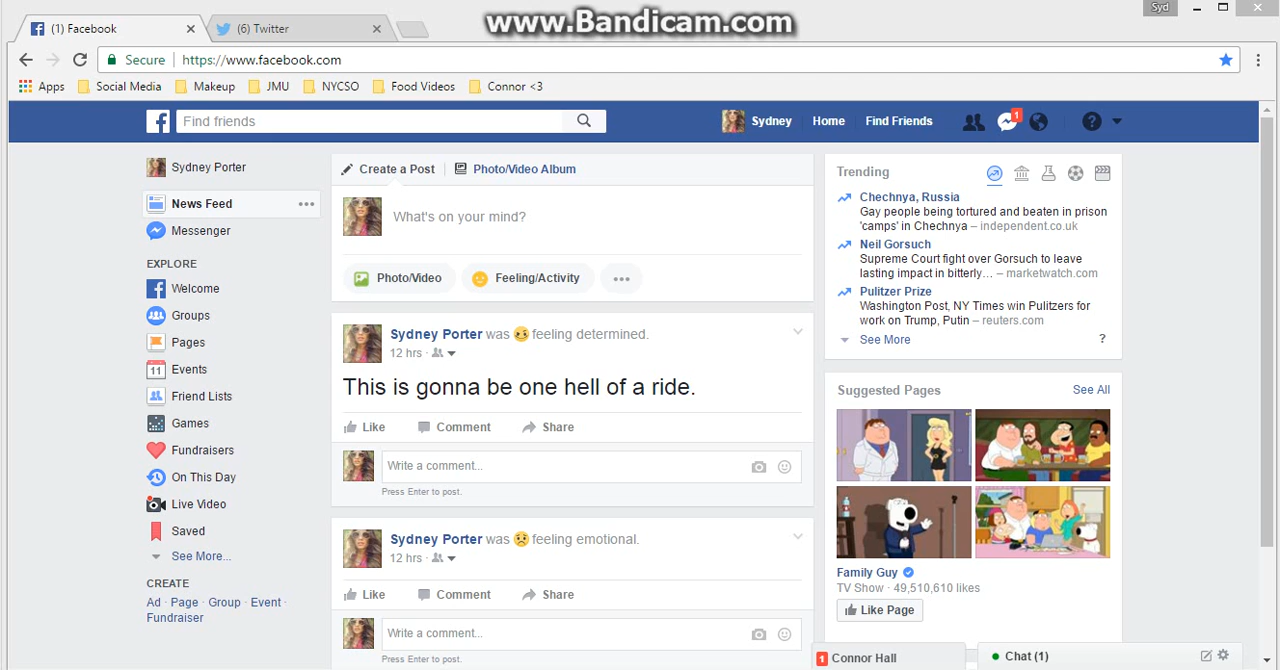 www.Bandicam.com
Syd
(1) Facebook
(6) Twitter
Secure https://www.facebook.com
Apps Social Media Makeup JMU NYCSO Food Videos Connor <3
Find friends
Sydney Home Find Friends 1
Sydney Porter
News Feed
Messenger
EXPLORE
Welcome
Groups
Pages
11 Events
Friend Lists
Games
Fundraisers
On This Day
Live Video
Saved
See More...
CREATE
Ad · Page · Group · Event ·
Fundraiser
Create a Post Photo/Video Album
What's on your mind?
Photo/Video Feeling/Activity
Sydney Porter was feeling determined.
12 hrs ·
This is gonna be one hell of a ride.
Like Comment Share
Write a comment...
Press Enter to post.
Sydney Porter was feeling emotional.
12 hrs ·
Like Comment Share
Write a comment...
Press Enter to post.
Trending
Chechnya, Russia
Gay people being tortured and beaten in prison
'camps' in Chechnya – independent.co.uk
Neil Gorsuch
Supreme Court fight over Gorsuch to leave
lasting impact in bitterly… – marketwatch.com
Pulitzer Prize
Washington Post, NY Times win Pulitzers for
work on Trump, Putin – reuters.com
See More ?
Suggested Pages See All
Family Guy
TV Show · 49,510,610 likes
Like Page
1 Connor Hall
Chat (1)